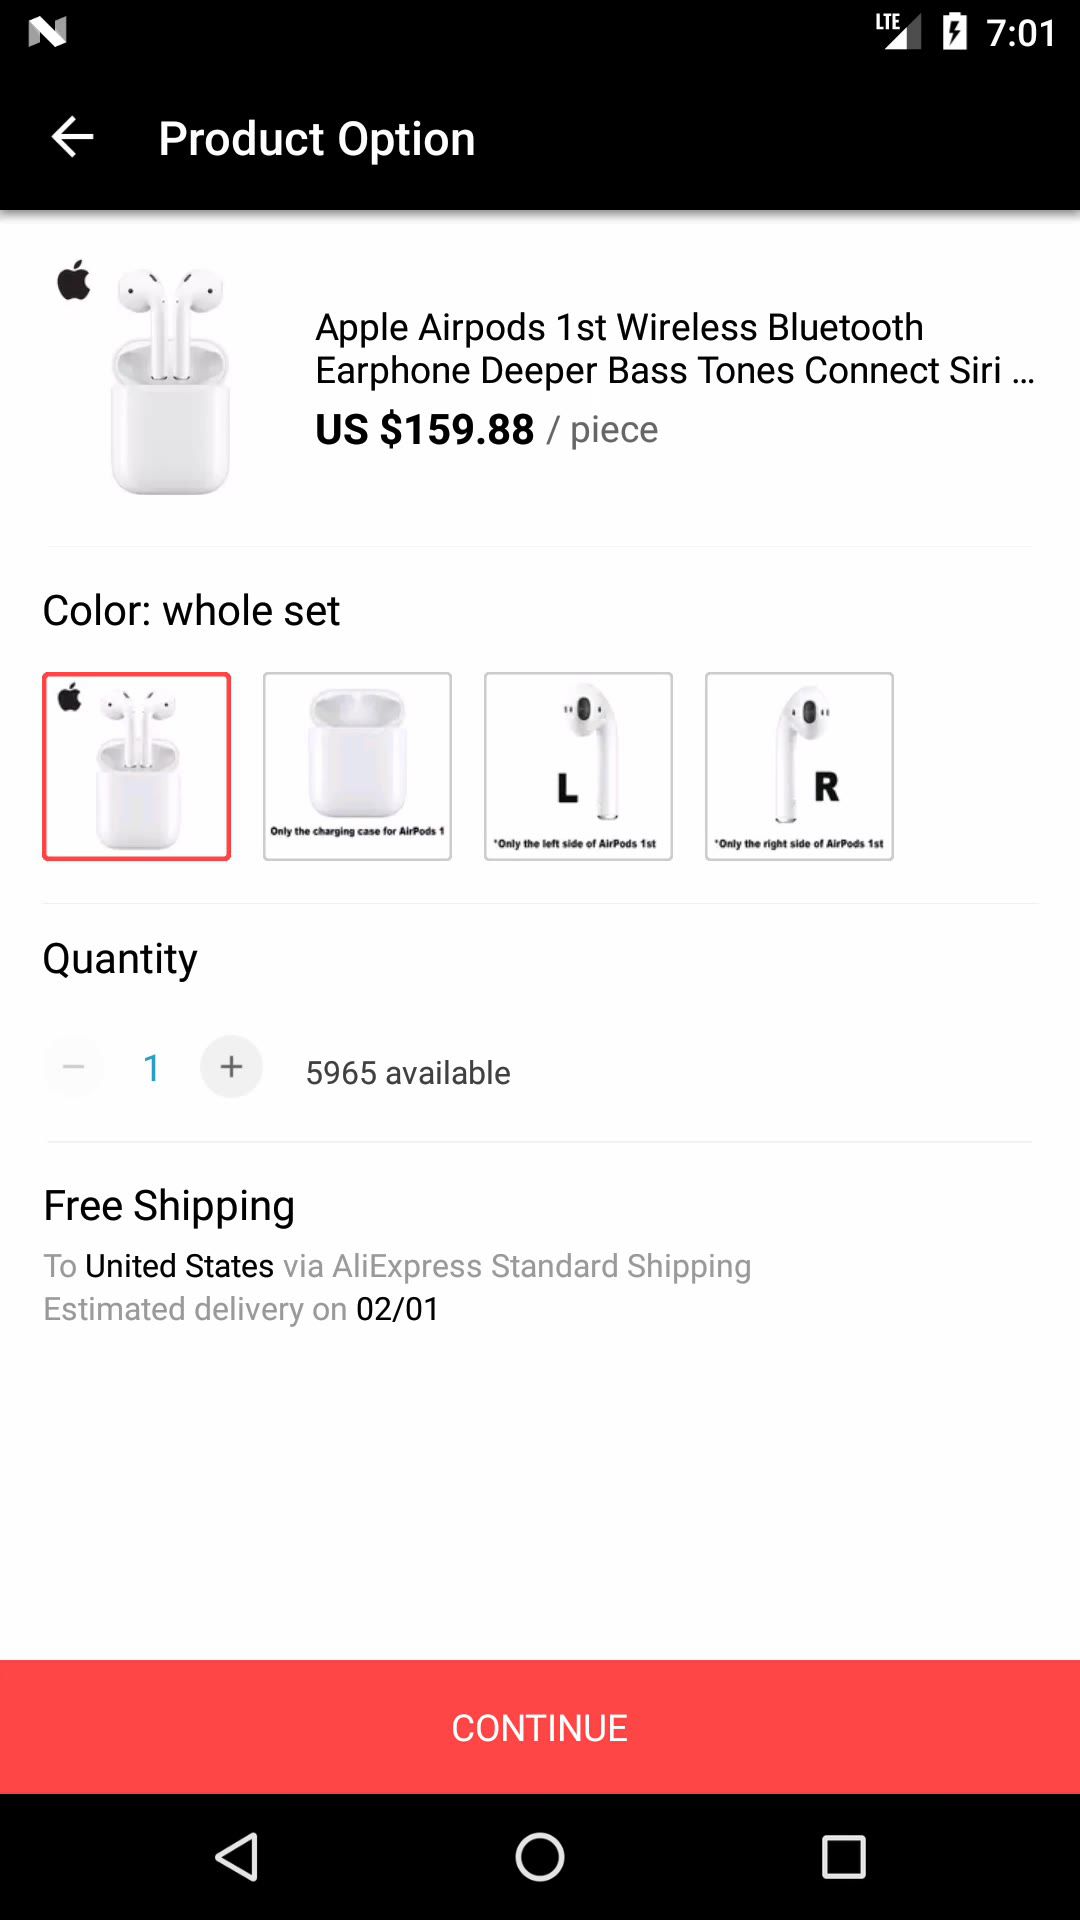 LTE 7:01
Product Option
Apple Airpods 1st Wireless Bluetooth
Earphone Deeper Bass Tones Connect Siri ...
US $159.88 / piece
Color: whole set
Only the charging case for AirPods 1
L
*Only the left side of AirPods 1st
R
*Only the right side of AirPods 1st
Quantity
1
5965 available
Free Shipping
To United States via AliExpress Standard Shipping
Estimated delivery on 02/01
CONTINUE